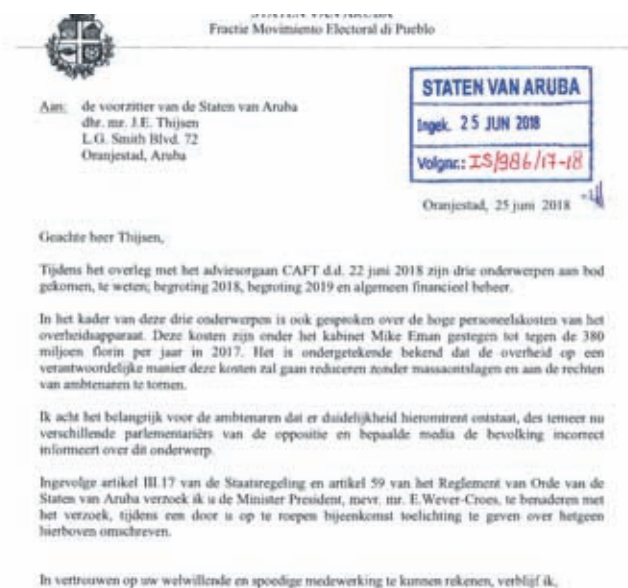 STATEN VAN ARUBA
Fractie Movimiento Electoral di Pueblo
STATEN VAN ARUBA
Ingek. 25 JUN 2018
Volgnr.: IS/986/17-18
Aan: de voorzitter van de Staten van Aruba
dhr. mr. J.E. Thijsen
L.G. Smith Blvd. 72
Oranjestad, Aruba
Oranjestad, 25 juni 2018
Geachte heer Thijsen,
Tijdens het overleg met het adviesorgaan CAFT d.d. 22 juni 2018 zijn drie onderwerpen aan bod
gekomen, te weten; begroting 2018, begroting 2019 en algemeen financieel beheer.
In het kader van deze drie onderwerpen is ook gesproken over de hoge personeelskosten van het
overheidsapparaat. Deze kosten zijn onder het kabinet Mike Eman gestegen tot tegen de 380
miljoen florin per jaar in 2017. Het is ondergetekende bekend dat de overheid op een
verantwoordelijke manier deze kosten zal gaan reduceren zonder massaontslagen en aan de rechten
van ambtenaren te tornen.
Ik acht het belangrijk voor de ambtenaren dat er duidelijkheid hieromtrent ontstaat, des temeer nu
verschillende parlementariërs van de oppositie en bepaalde media de bevolking incorrect
informeert over dit onderwerp.
Ingevolge artikel III.17 van de Staatsregeling en artikel 59 van het Reglement van Orde van de
Staten van Aruba verzoek ik u de Minister President, mevr. mr. E.Wever-Croes, te benaderen met
het verzoek, tijdens een door u op te roepen bijeenkomst toelichting te geven over hetgeen
hierboven omschreven.
In vertrouwen op uw welwillende en spoedige medewerking te kunnen rekenen, verblijf ik,